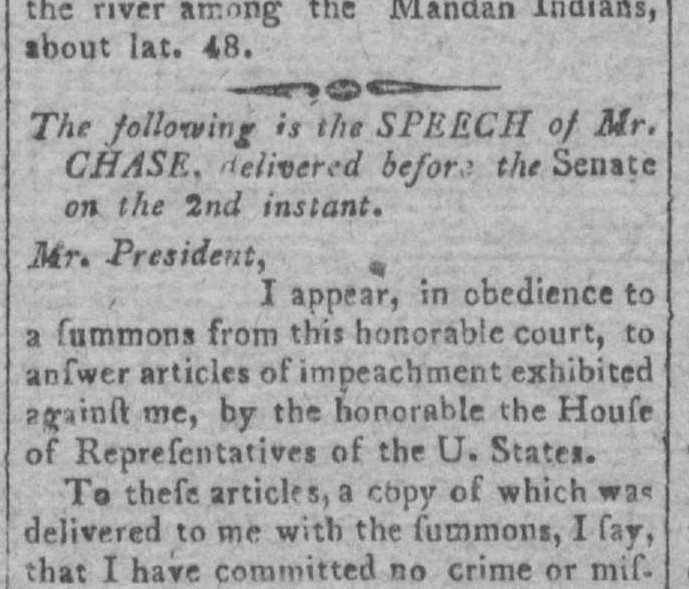 the river among the Mandan Indians,
about lat. 48.
The following is the SPEECH of Mr.
CHASE, delivered before the Senate
on the 2nd instant.
Mr. President,
I appear, in obedience to
a ſummons from this honorable court, to
anſwer articles of impeachment exhibited
againſt me, by the honorable the Houſe
of Repreſentatives of the U. States.
To theſe articles, a copy of which was
delivered to me with the ſummons, I ſay,
that I have committed no crime or miſ-